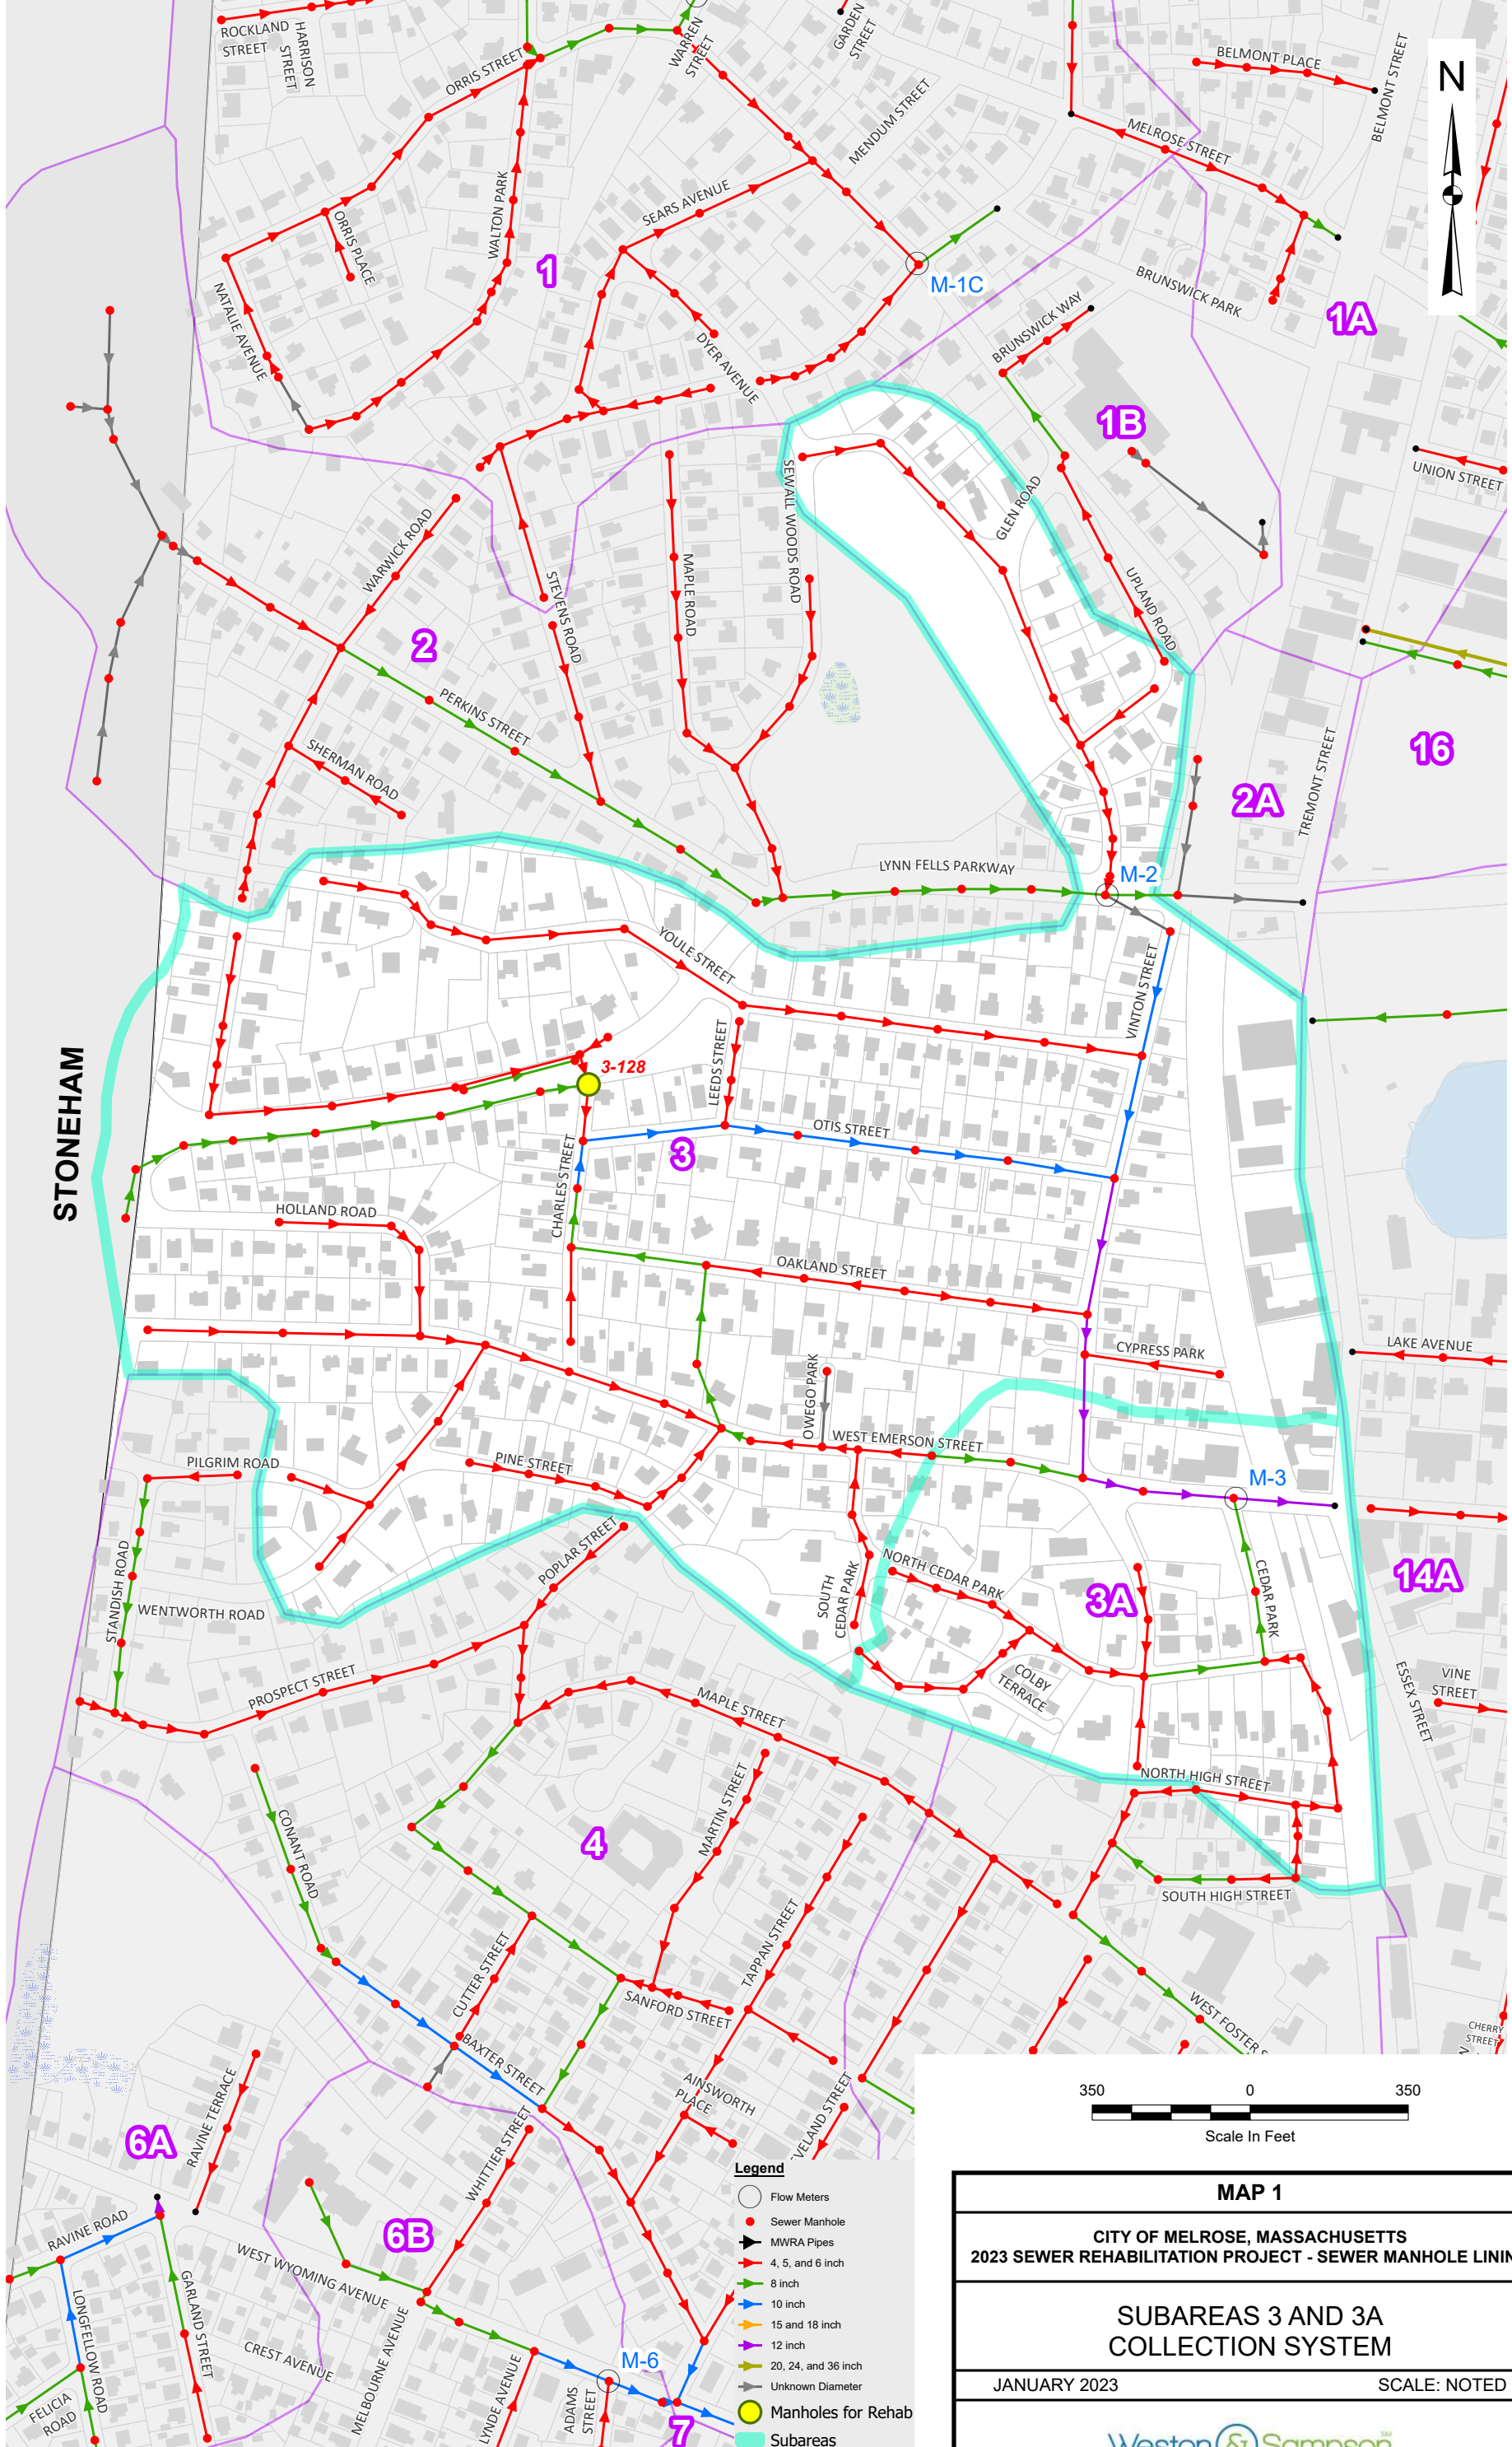 ROCKLAND
STREET
HARRISON
STREET
ORRIS STREET
WARREN
STREET
GARDEN
STREET
BELMONT PLACE
BELMONT STREET
N
MENDUM STREET
MELROSE STREET
SEARS AVENUE
WALTON PARK
ORRIS PLACE
NATALIE AVENUE
1
M-1C
BRUNSWICK PARK
1A
BRUNSWICK WAY
DYER AVENUE
1B
UNION STREET
SEWALL WOODS ROAD
GLEN ROAD
WARWICK ROAD
STEVENS ROAD
MAPLE ROAD
UPLAND ROAD
2
PERKINS STREET
SHERMAN ROAD
16
2A
TREMONT STREET
LYNN FELLS PARKWAY
M-2
YOULE STREET
VINTON STREET
STONEHAM
3-128
LEEDS STREET
OTIS STREET
3
CHARLES STREET
HOLLAND ROAD
OAKLAND STREET
LAKE AVENUE
CYPRESS PARK
OWEGO PARK
WEST EMERSON STREET
PILGRIM ROAD
PINE STREET
M-3
STANDISH ROAD
POPLAR STREET
NORTH CEDAR PARK
SOUTH
CEDAR PARK
CEDAR PARK
3A
14A
WENTWORTH ROAD
COLBY
TERRACE
PROSPECT STREET
MAPLE STREET
ESSEX STREET
VINE
STREET
NORTH HIGH STREET
MARTIN STREET
CONANT ROAD
4
SOUTH HIGH STREET
TAPPAN STREET
CUTTER STREET
SANFORD STREET
WEST FOSTER S
CHERRY
STREET
N
BAXTER STREET
AINSWORTH
PLACE
EVELAND STREET
350 0 350
Scale In Feet
6A
RAVINE TERRACE
WHITTIER STREET
RAVINE ROAD
6B
WEST WYOMING AVENUE
GARLAND STREET
LONGFELLOW ROAD
CREST AVENUE
MELBOURNE AVENUE
FELICIA
ROAD
LYNDE AVENUE
ADAMS
STREET
M-6
7
Legend
Flow Meters
Sewer Manhole
MWRA Pipes
4, 5, and 6 inch
8 inch
10 inch
15 and 18 inch
12 inch
20, 24, and 36 inch
Unknown Diameter
Manholes for Rehab
Subareas
MAP 1
CITY OF MELROSE, MASSACHUSETTS
2023 SEWER REHABILITATION PROJECT - SEWER MANHOLE LININ
SUBAREAS 3 AND 3A
COLLECTION SYSTEM
JANUARY 2023 SCALE: NOTED
Weston & Sampson